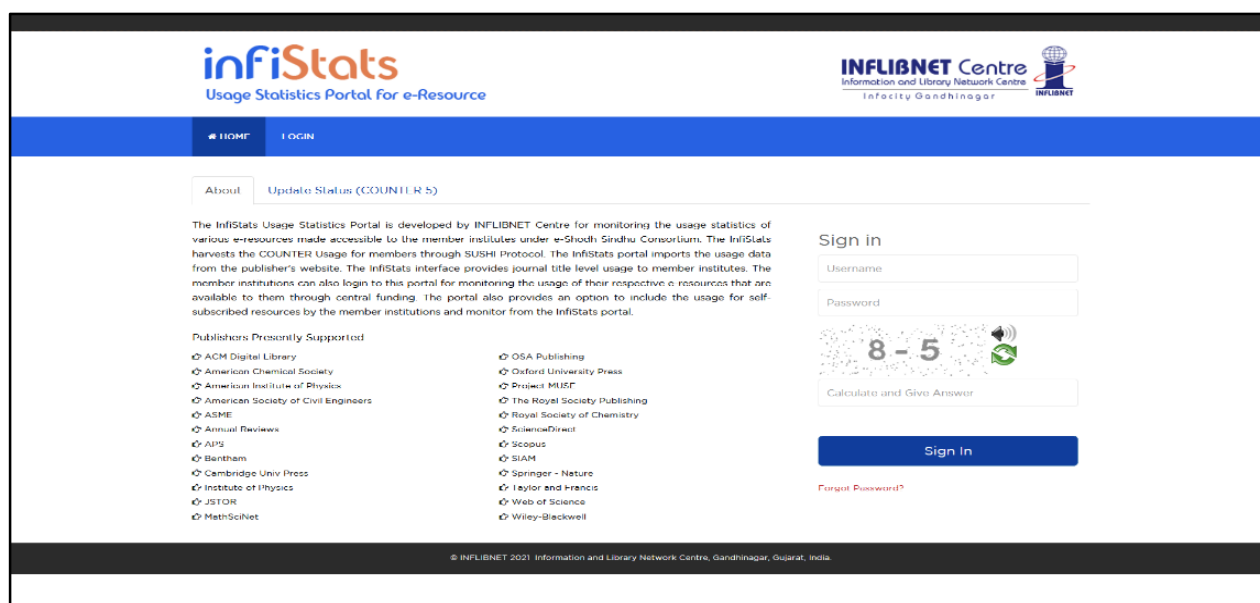 infiStats
Usage Statistics Portal for e-Resource
INFLIBNET Centre
Information and Library Network Centre
Infocity Gandhinagar
INFLIBNET
HOME LOGIN
About Update Status (COUNTER 5)
The InfiStats Usage Statistics Portal is developed by INFLIBNET Centre for monitoring the usage statistics of
various e-resources made accessible to the member institutes under e-Shodh Sindhu Consortium. The InfiStats
harvests the COUNTER Usage for members through SUSHI Protocol. The InfiStats portal imports the usage data
from the publisher's website. The InfiStats interface provides journal title level usage to member institutes. The
member institutions can also login to this portal for monitoring the usage of their respective e-resources that are
available to them through central funding. The portal also provides an option to include the usage for self-
subscribed resources by the member institutions and monitor from the InfiStats portal.
Publishers Presently Supported
ACM Digital Library
American Chemical Society
American Institute of Physics
American Society of Civil Engineers
ASME
Annual Reviews
APS
Bentham
Cambridge Univ Press
Institute of Physics
JSTOR
MathSciNet
OSA Publishing
Oxford University Press
Project MUSE
The Royal Society Publishing
Royal Society of Chemistry
ScienceDirect
Scopus
SIAM
Springer - Nature
Taylor and Francis
Web of Science
Wiley-Blackwell
Sign in
Username
Password
8 - 5
Calculate and Give Answer
Sign In
Forgot Password?
© INFLIBNET 2021 Information and Library Network Centre, Gandhinagar, Gujarat, India.